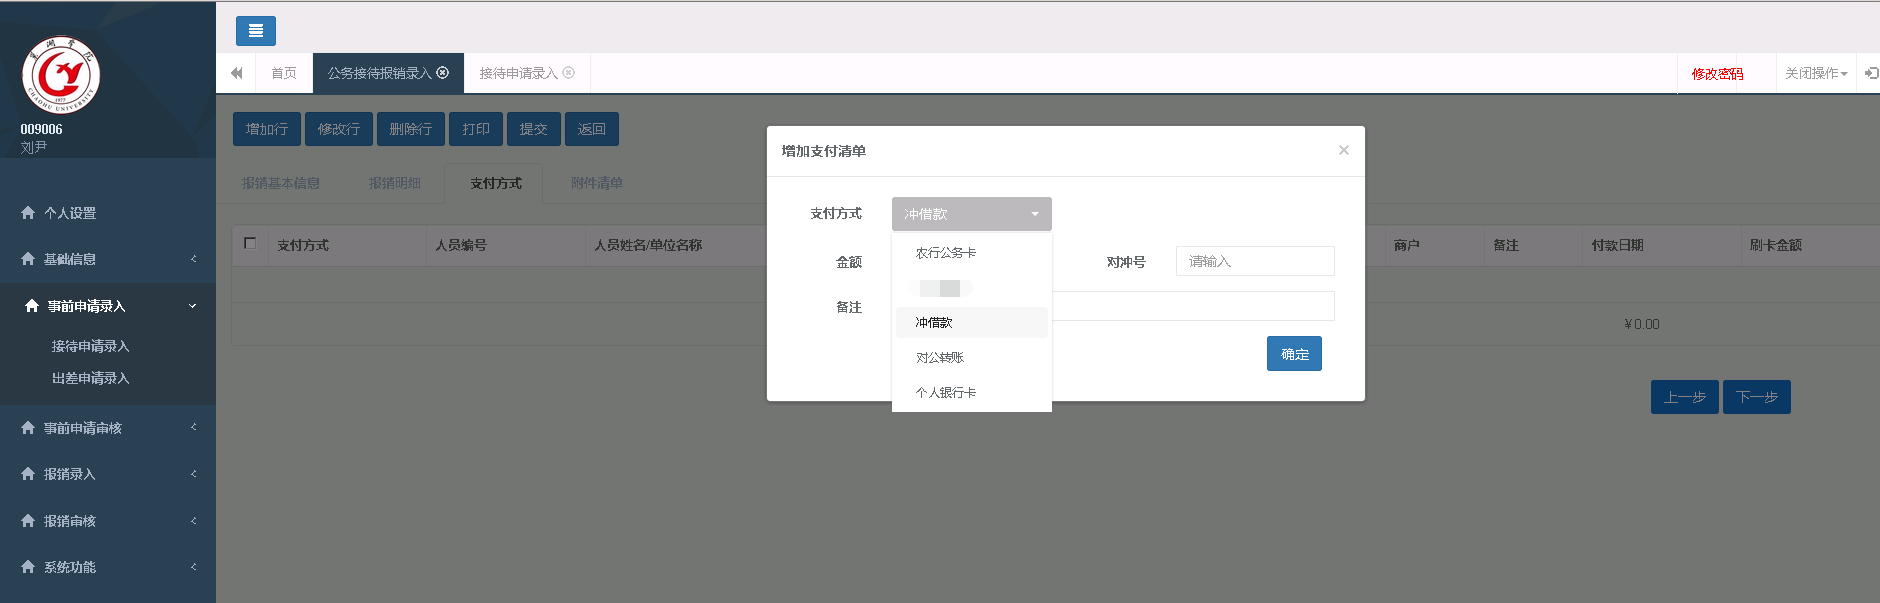 巢湖学院
CHAOHU UNIVERSITY
1977
009006
刘尹
个人设置
基础信息
事前申请录入
接待申请录入
出差申请录入
事前申请审核
报销录入
报销审核
系统功能
首页
公务接待报销录入
接待申请录入
修改密码
关闭操作
增加行 修改行 删除行 打印 提交 返回
报销基本信息 报销明细 支付方式 附件清单
支付方式 人员编号 人员姓名/单位名称 商户 备注 付款日期 刷卡金额
¥0.00
上一步 下一步
增加支付清单 ×
支付方式 冲借款
农行公务卡
冲借款
对公转账
个人银行卡
金额 对冲号 请输入
备注
确定